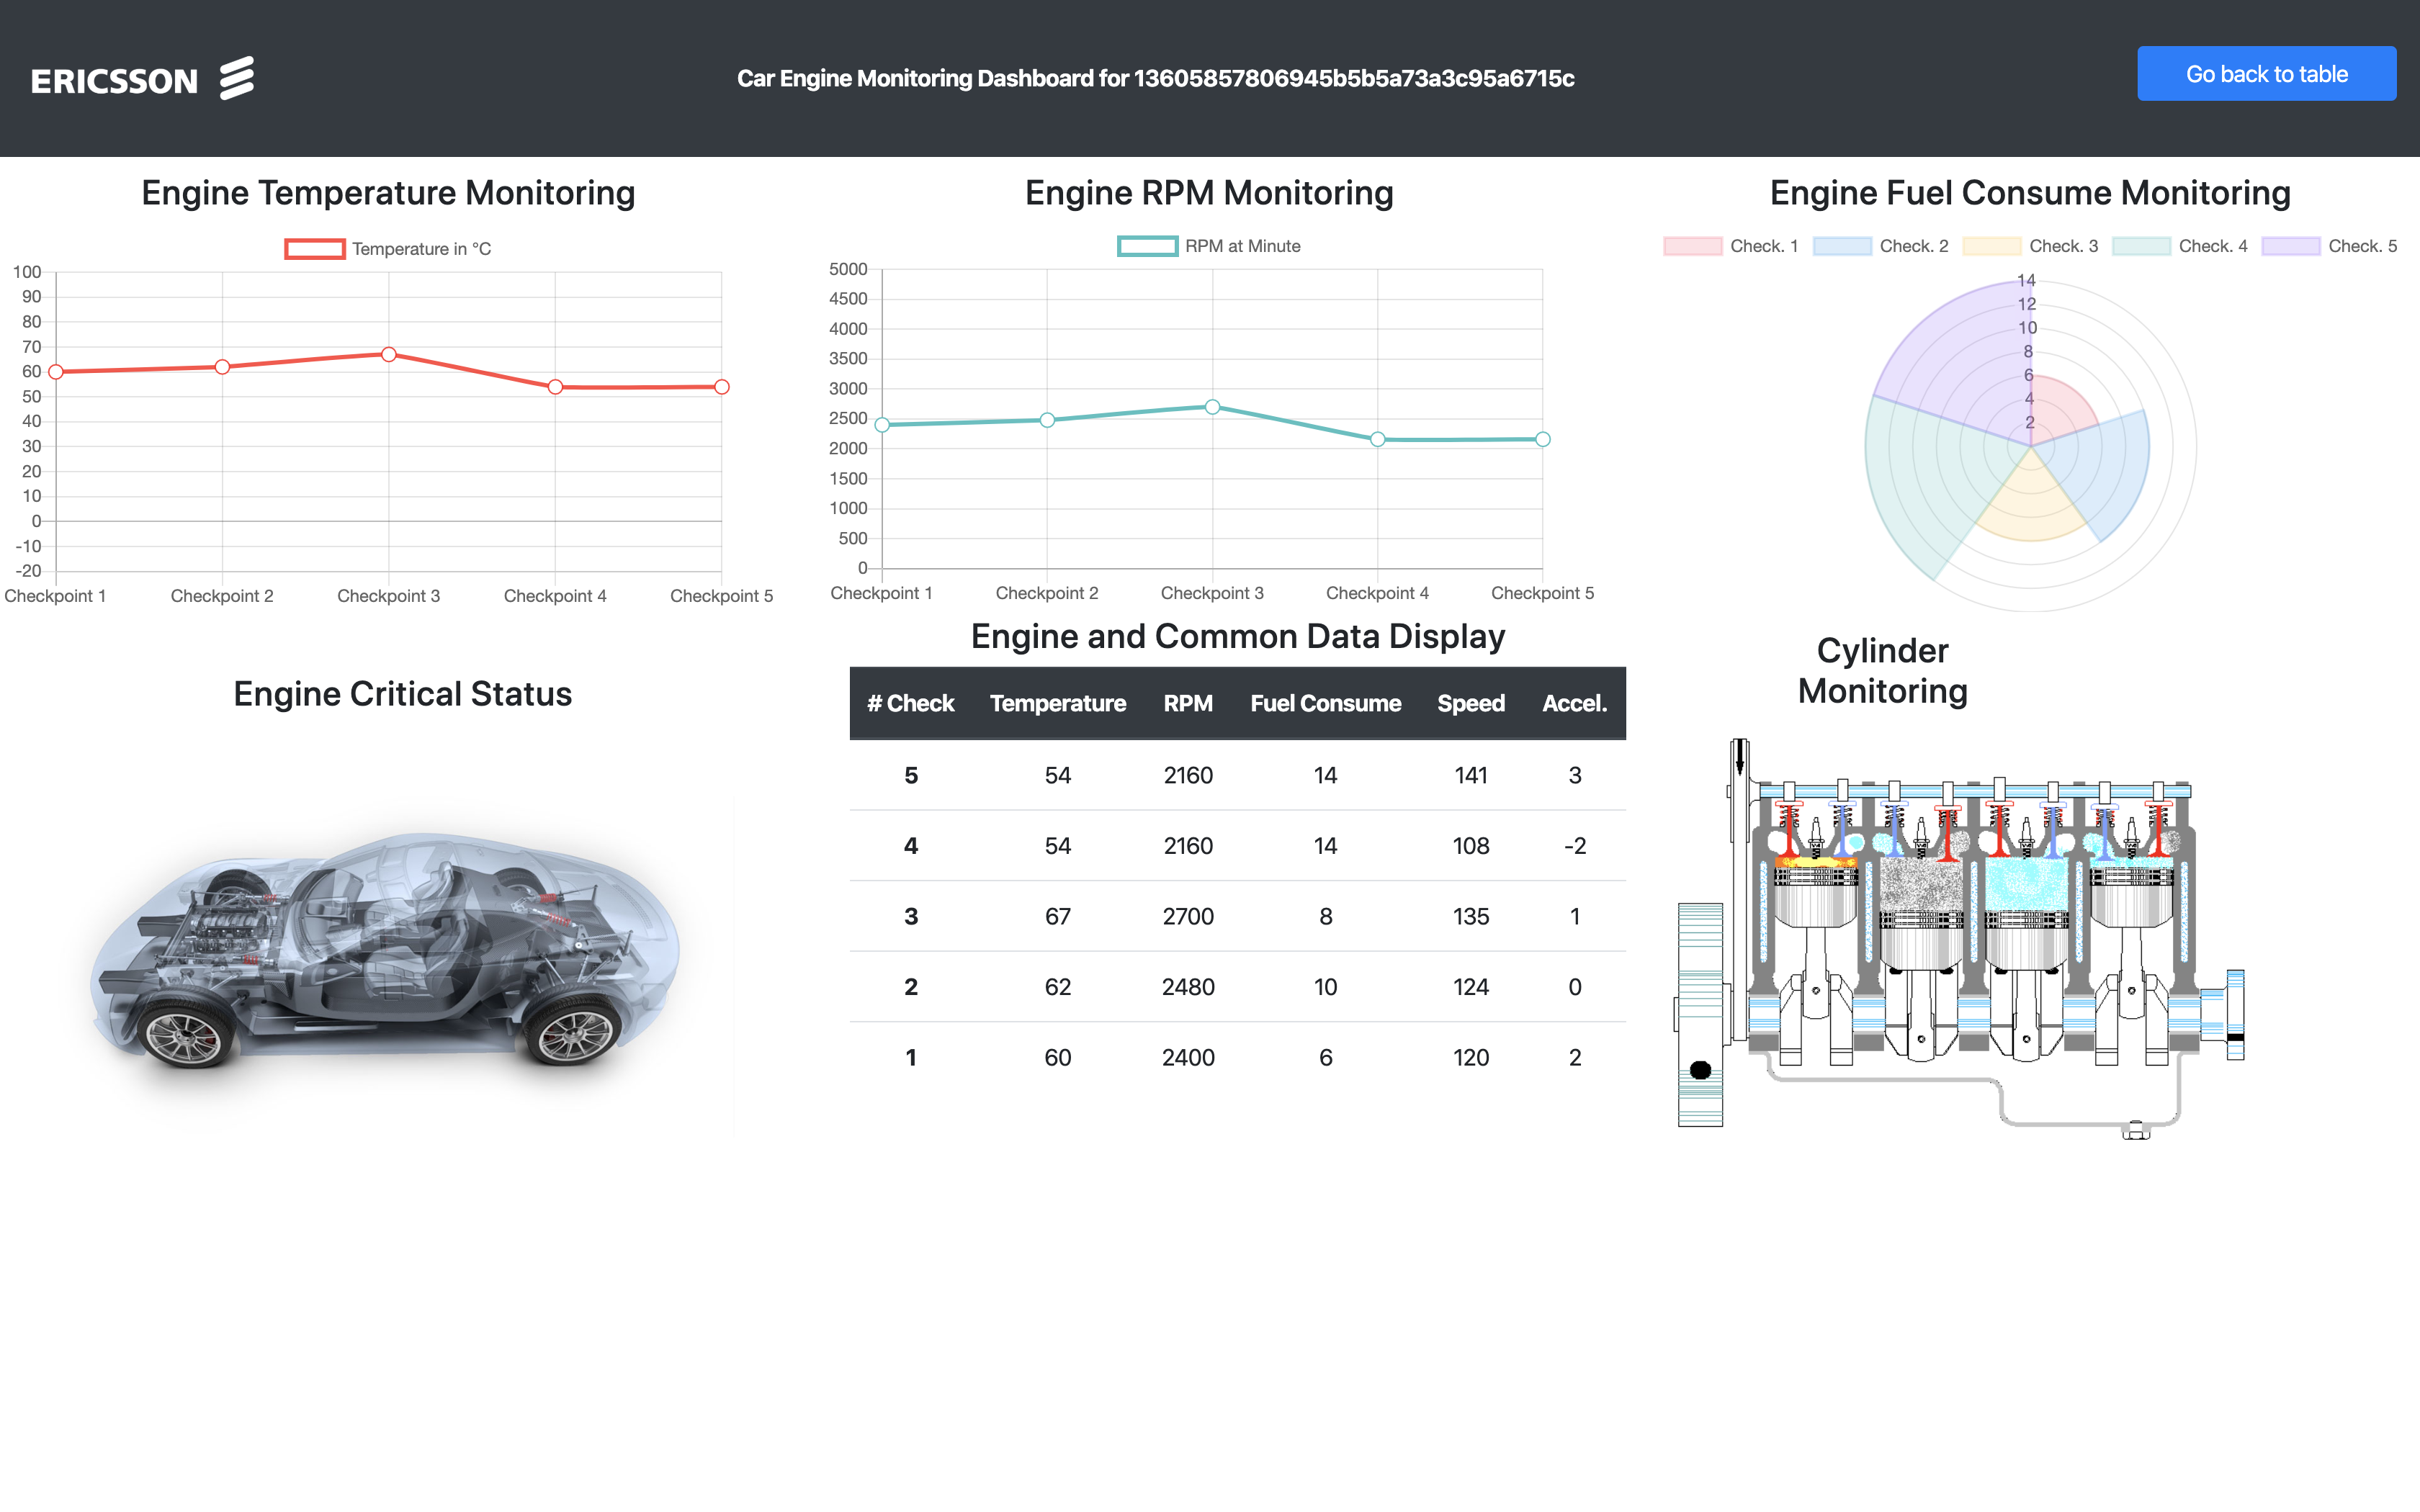 ERICSSON
Car Engine Monitoring Dashboard for 13605857806945b5b5a73a3c95a6715c
Go back to table
Engine Temperature Monitoring
Temperature in °C
100
90
80
70
60
50
40
30
20
10
0
-10
-20
Checkpoint 1 Checkpoint 2 Checkpoint 3 Checkpoint 4 Checkpoint 5
Engine RPM Monitoring
RPM at Minute
5000
4500
4000
3500
3000
2500
2000
1500
1000
500
0
Checkpoint 1 Checkpoint 2 Checkpoint 3 Checkpoint 4 Checkpoint 5
Engine Fuel Consume Monitoring
Check. 1 Check. 2 Check. 3 Check. 4 Check. 5
14
12
10
8
6
4
2
Engine Critical Status
Engine and Common Data Display
# Check Temperature RPM Fuel Consume Speed Accel.
5 54 2160 14 141 3
4 54 2160 14 108 -2
3 67 2700 8 135 1
2 62 2480 10 124 0
1 60 2400 6 120 2
Cylinder
Monitoring